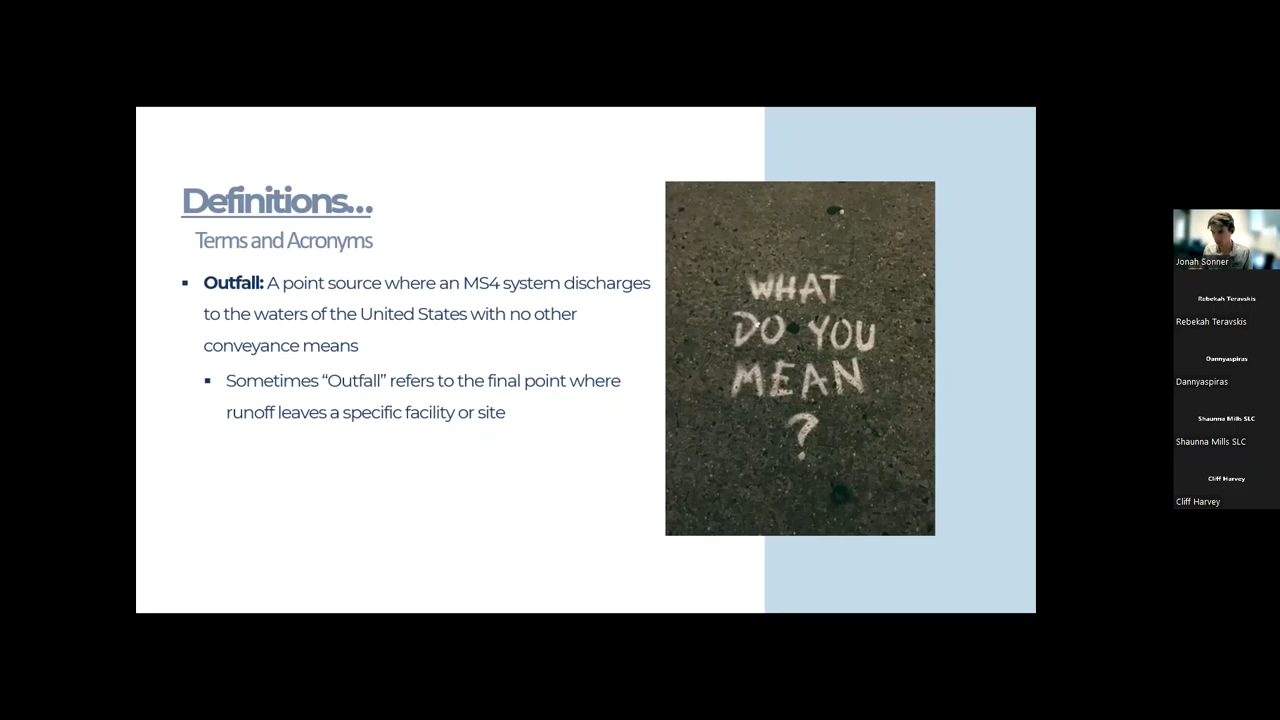 Definitions...
Terms and Acronyms
▪ Outfall: A point source where an MS4 system discharges
to the waters of the United States with no other
conveyance means
▪ Sometimes “Outfall” refers to the final point where
runoff leaves a specific facility or site
WHAT
DO YOU
MEAN
?
Jonah Sonner
Rebekah Teravskis
Rebekah Teravskis
Dannyaspiras
Dannyaspiras
Shaunna Mills SLC
Shaunna Mills SLC
Cliff Harvey
Cliff Harvey